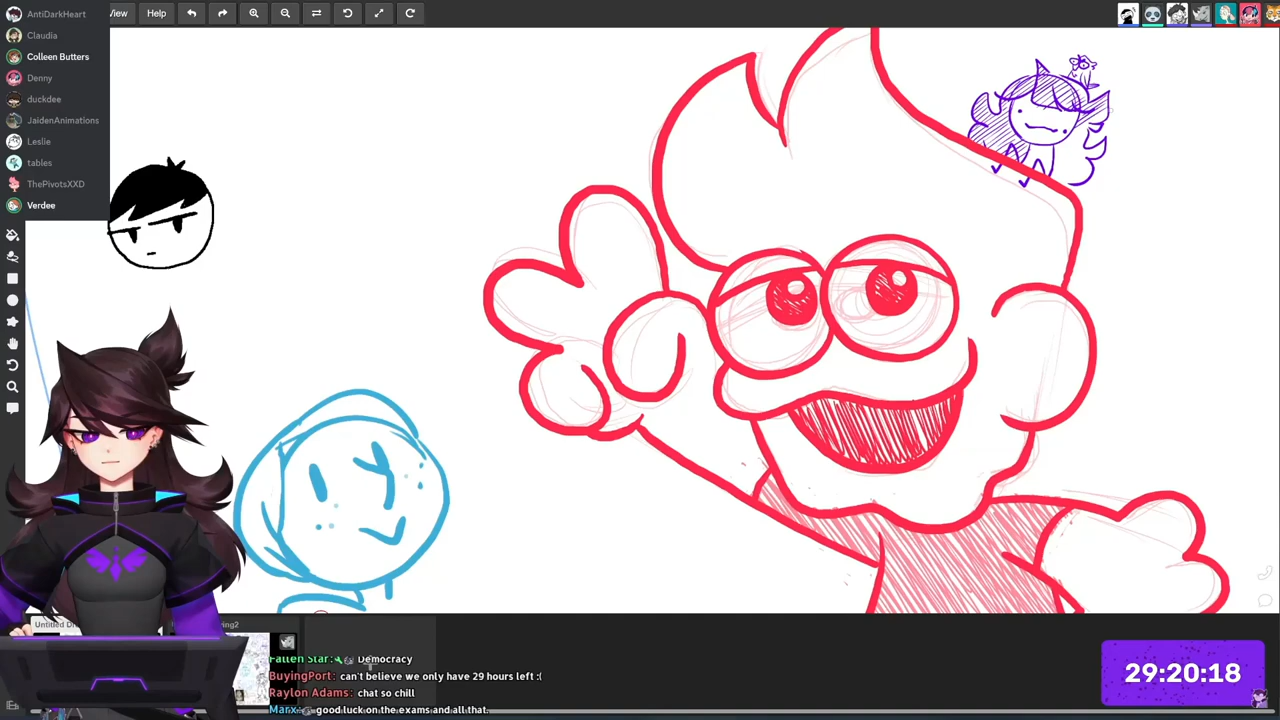 AntiDarkHeart
View
Help
Claudia
Colleen Butters
Denny
duckdee
JaidenAnimations
Leslie
tables
ThePivotsXXD
Verdee
Fallen Star: Democracy
BuyingPort: can't believe we only have 29 hours left :(
Raylon Adams: chat so chill
Marx: good luck on the exams and all that.
29:20:18